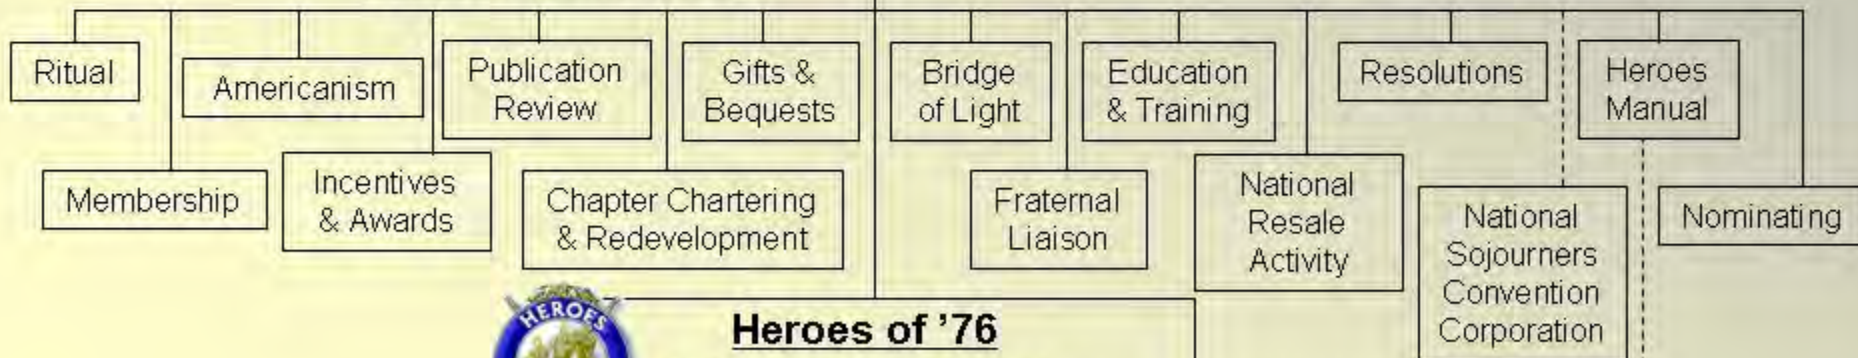 Ritual
Americanism
Publication
Review
Gifts &
Bequests
Bridge
of Light
Education
& Training
Resolutions
Heroes
Manual
Membership
Incentives
& Awards
Chapter Chartering
& Redevelopment
Fraternal
Liaison
National
Resale
Activity
National
Sojourners
Convention
Corporation
Nominating
HEROES
Heroes of ’76